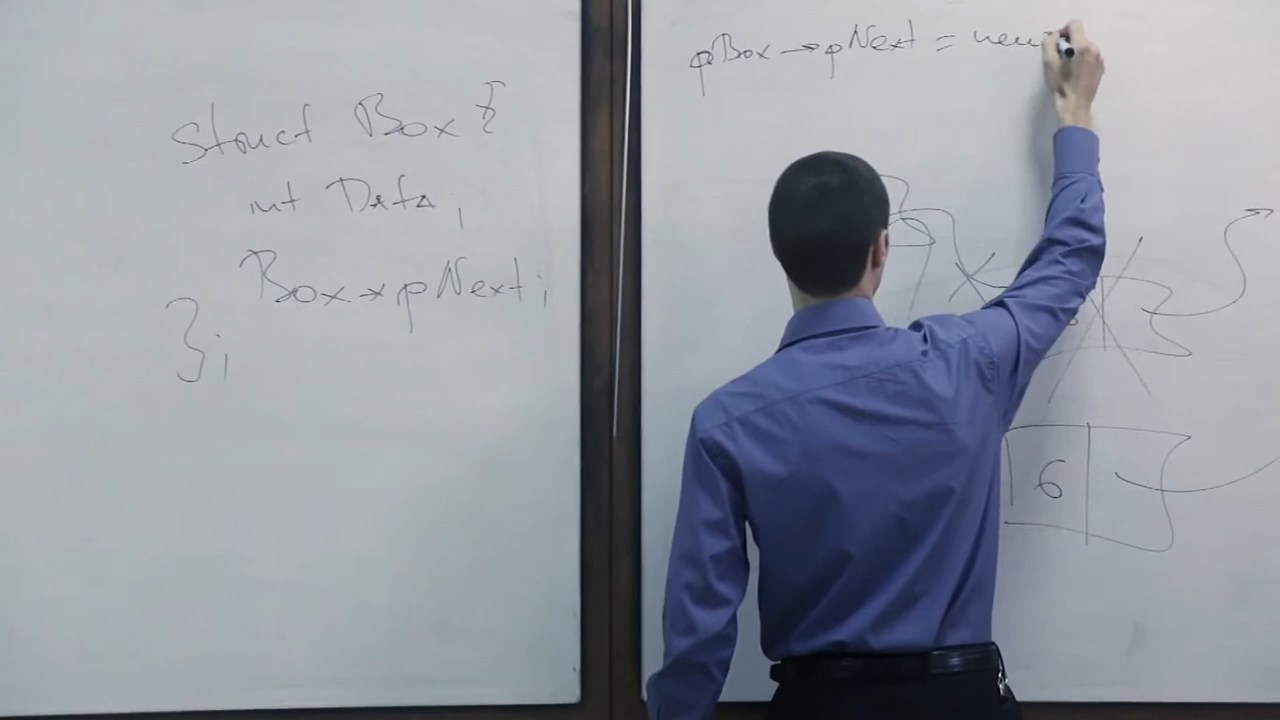 struct Box {
int Data;
Box * pNext;
};
pBox → pNext = new
6